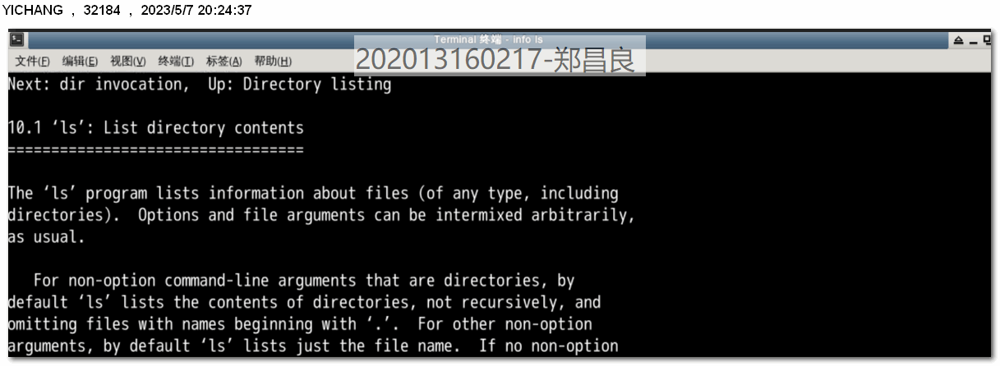 YICHANG , 32184 , 2023/5/7 20:24:37
Terminal 终端 - info ls
文件(F) 编辑(E) 视图(V) 终端(T) 标签(A) 帮助(H)
202013160217-郑昌良
Next: dir invocation,  Up: Directory listing
10.1 ‘ls’: List directory contents
==================================
The ‘ls’ program lists information about files (of any type, including
directories).  Options and file arguments can be intermixed arbitrarily,
as usual.
For non-option command-line arguments that are directories, by
default ‘ls’ lists the contents of directories, not recursively, and
omitting files with names beginning with ‘.’.  For other non-option
arguments, by default ‘ls’ lists just the file name.  If no non-option